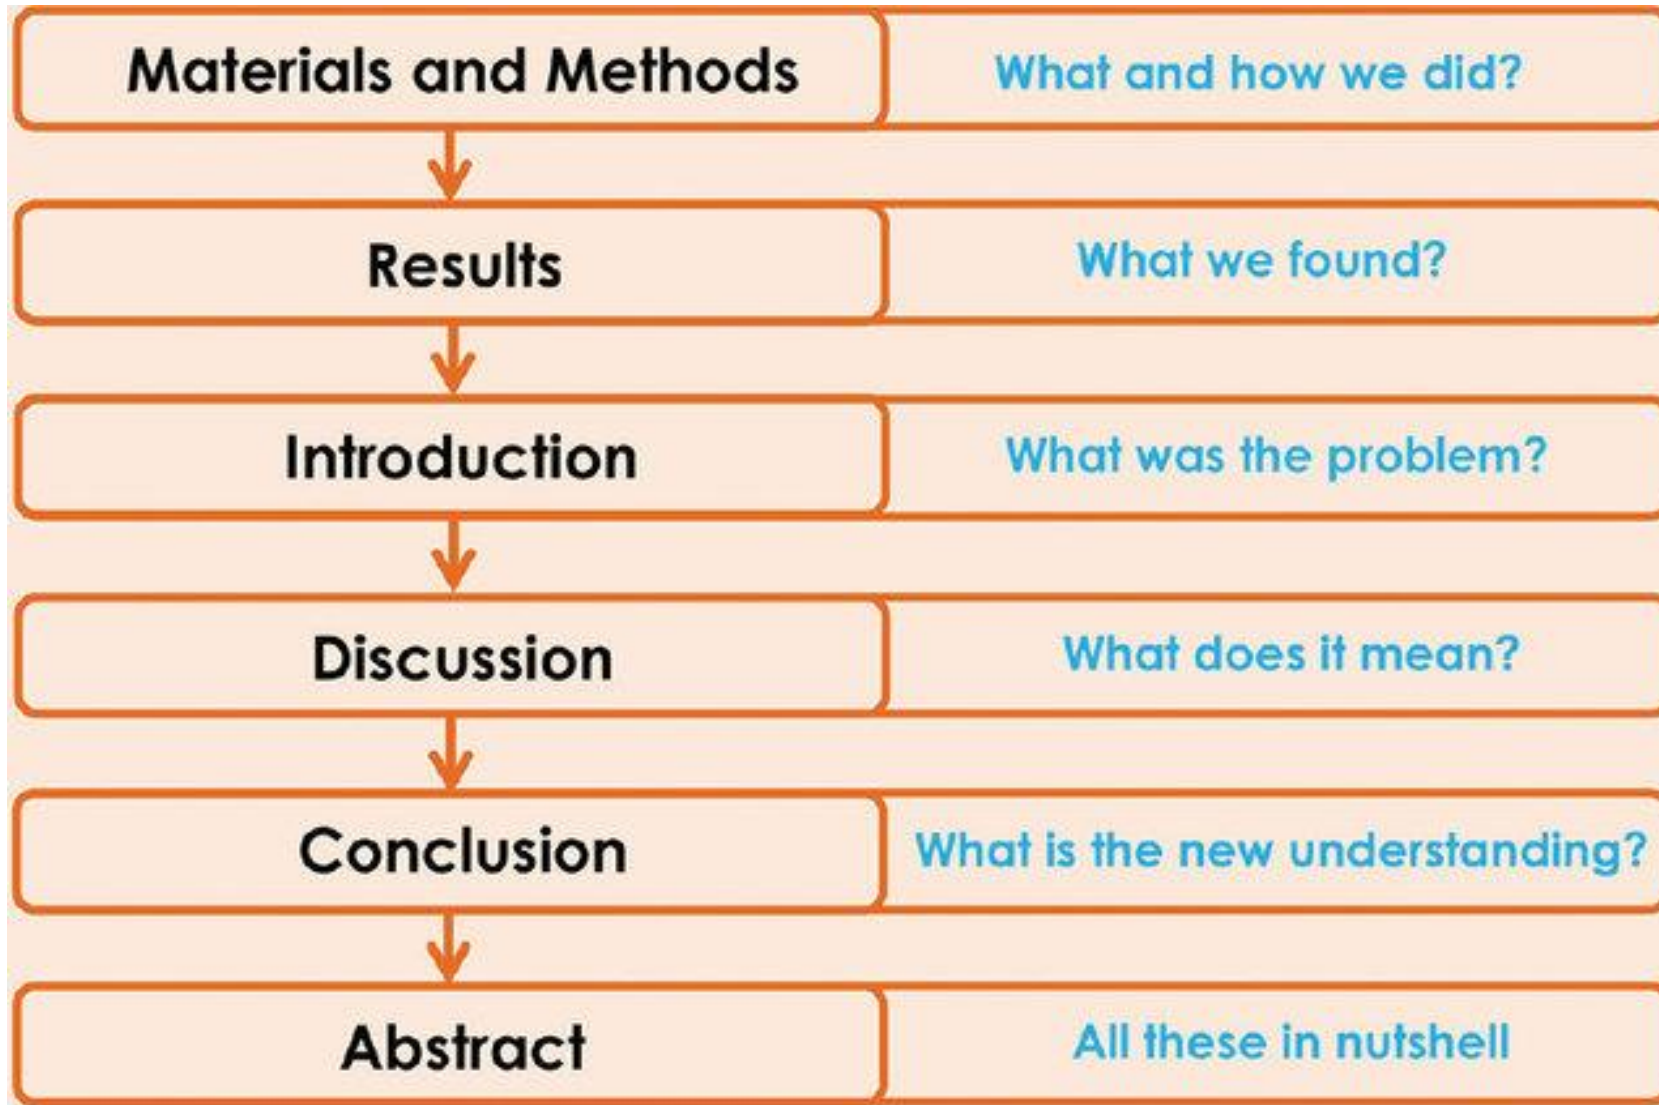 Materials and Methods
What and how we did?
Results
What we found?
Introduction
What was the problem?
Discussion
What does it mean?
Conclusion
What is the new understanding?
Abstract
All these in nutshell